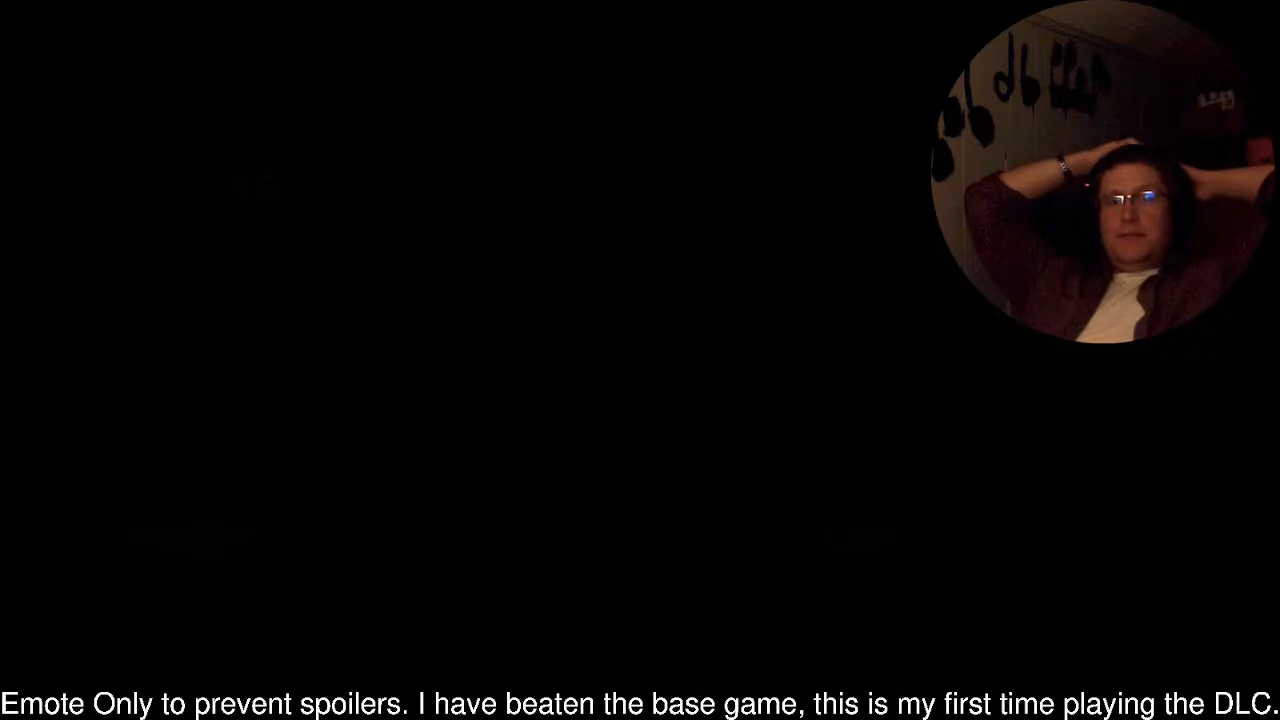 Emote Only to prevent spoilers. I have beaten the base game, this is my first time playing the DLC.